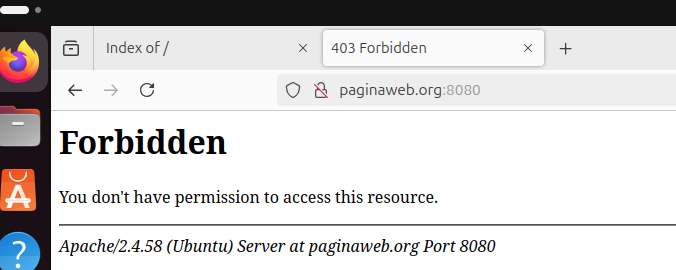 Index of /
403 Forbidden
paginaweb.org:8080
Forbidden
You don't have permission to access this resource.
Apache/2.4.58 (Ubuntu) Server at paginaweb.org Port 8080